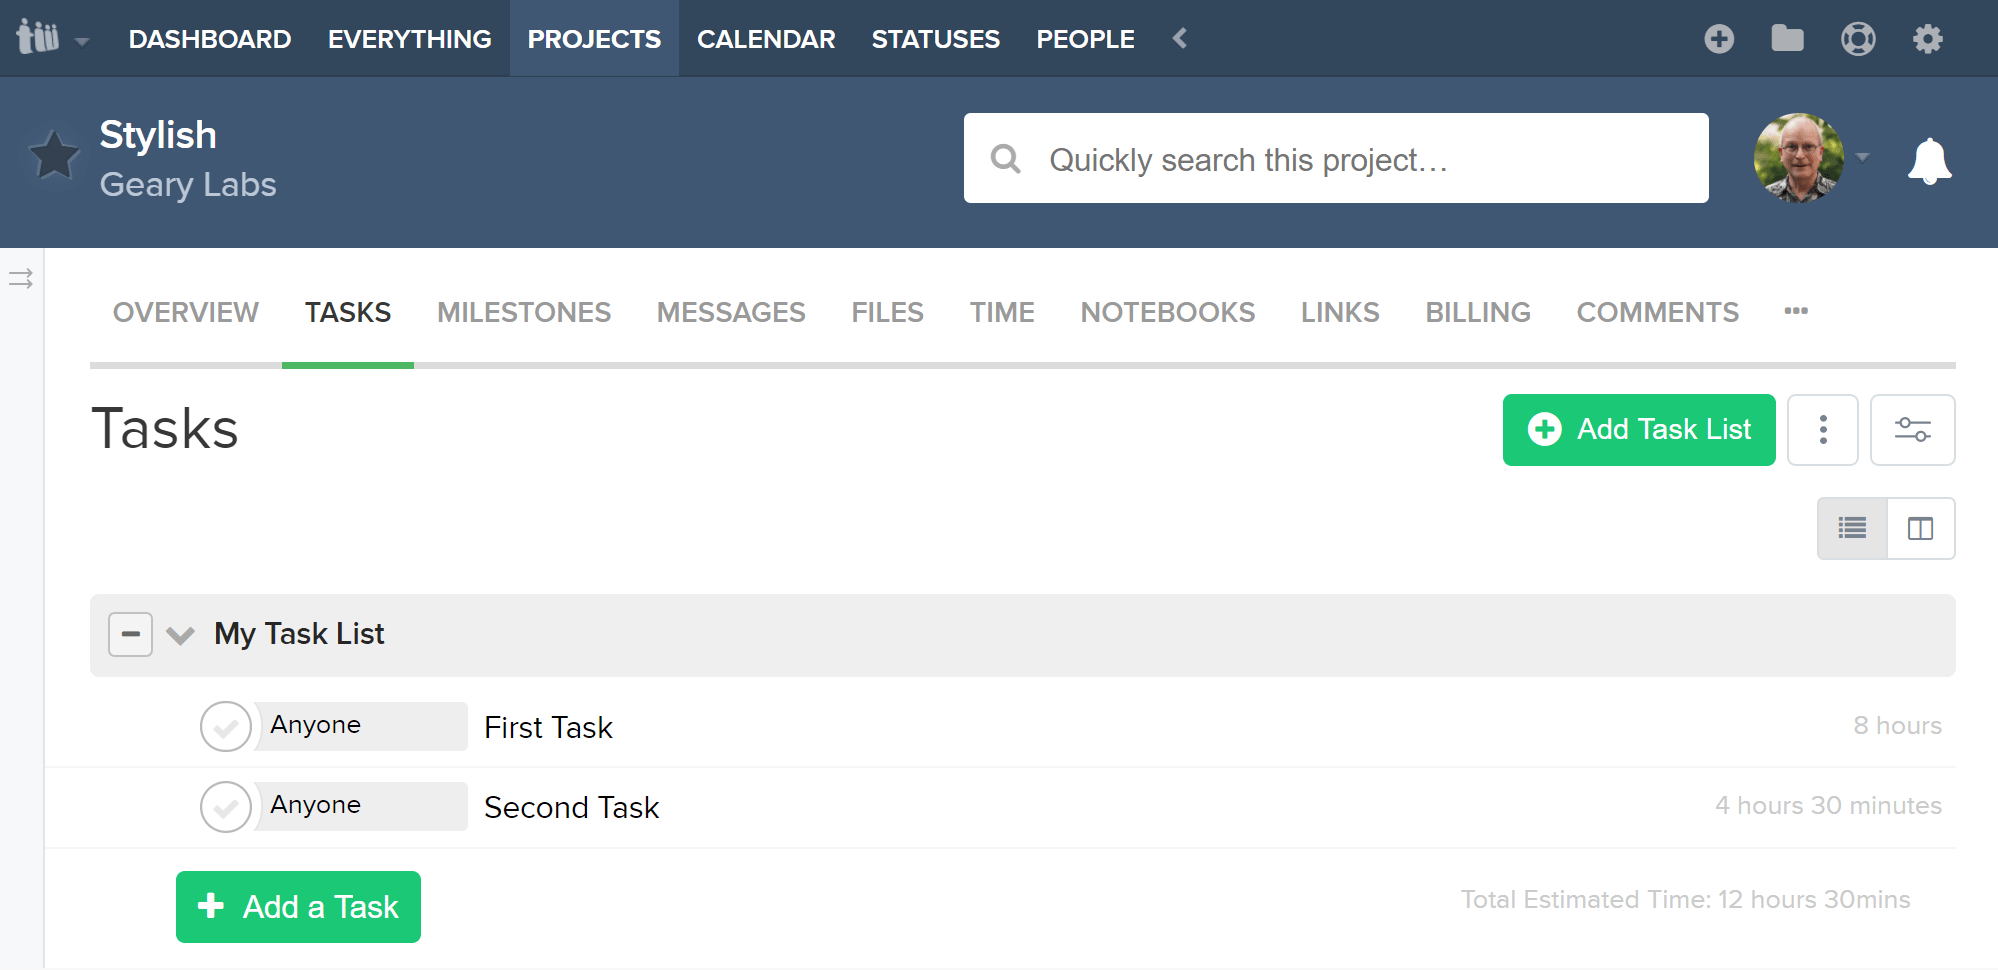 DASHBOARD EVERYTHING PROJECTS CALENDAR STATUSES PEOPLE
Stylish
Geary Labs
Quickly search this project…
OVERVIEW TASKS MILESTONES MESSAGES FILES TIME NOTEBOOKS LINKS BILLING COMMENTS
Tasks
Add Task List
My Task List
Anyone First Task 8 hours
Anyone Second Task 4 hours 30 minutes
Add a Task
Total Estimated Time: 12 hours 30mins